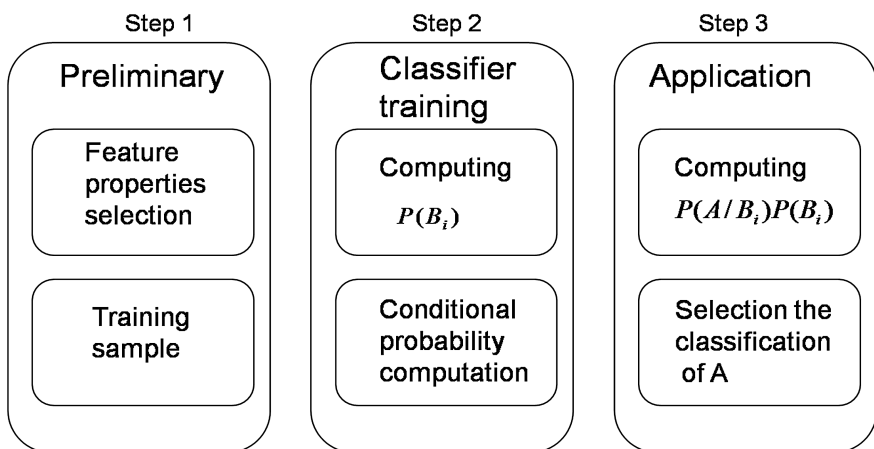 Step 1
Preliminary
Feature
properties
selection
Training
sample
Step 2
Classifier
training
Computing
P(B_i)
Conditional
probability
computation
Step 3
Application
Computing
P(A/B_i)P(B_i)
Selection the
classification
of A